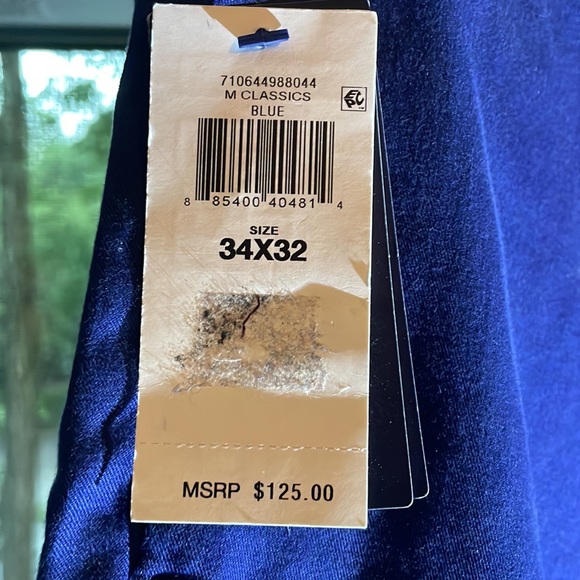 710644988044
M CLASSICS
BLUE
8 85400 40481 4
SIZE
34X32
MSRP $125.00